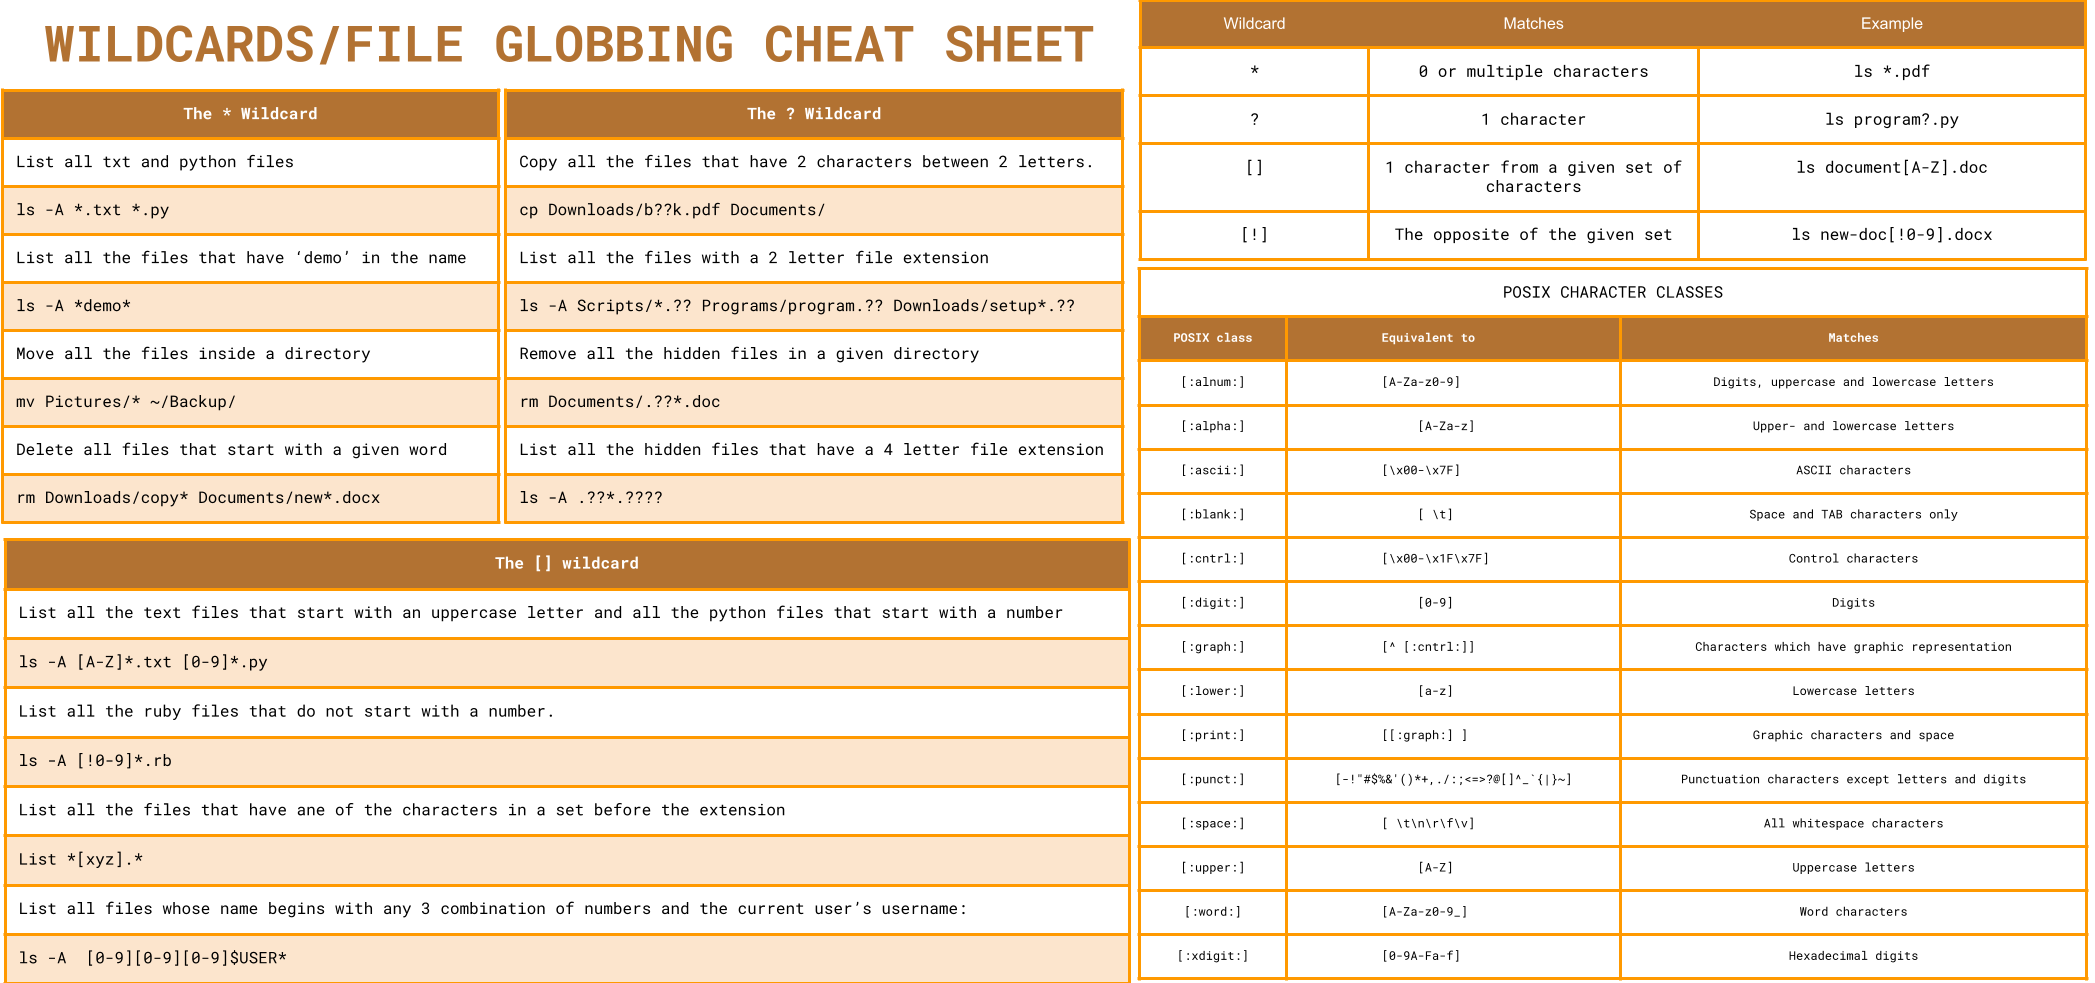 WILDCARDS/FILE GLOBBING CHEAT SHEET
The * Wildcard
List all txt and python files
ls -A *.txt *.py
List all the files that have ‘demo’ in the name
ls -A *demo*
Move all the files inside a directory
mv Pictures/* ~/Backup/
Delete all files that start with a given word
rm Downloads/copy* Documents/new*.docx
The ? Wildcard
Copy all the files that have 2 characters between 2 letters.
cp Downloads/b??k.pdf Documents/
List all the files with a 2 letter file extension
ls -A Scripts/*.?? Programs/program.?? Downloads/setup*.??
Remove all the hidden files in a given directory
rm Documents/.??*.doc
List all the hidden files that have a 4 letter file extension
ls -A .??*.????
The [] wildcard
List all the text files that start with an uppercase letter and all the python files that start with a number
ls -A [A-Z]*.txt [0-9]*.py
List all the ruby files that do not start with a number.
ls -A [!0-9]*.rb
List all the files that have ane of the characters in a set before the extension
List *[xyz].*
List all files whose name begins with any 3 combination of numbers and the current user’s username:
ls -A  [0-9][0-9][0-9]$USER*
Wildcard Matches Example
* 0 or multiple characters ls *.pdf
? 1 character ls program?.py
[] 1 character from a given set of ls document[A-Z].doc
characters
[!] The opposite of the given set ls new-doc[!0-9].docx
POSIX CHARACTER CLASSES
POSIX class Equivalent to Matches
[:alnum:] [A-Za-z0-9] Digits, uppercase and lowercase letters
[:alpha:] [A-Za-z] Upper- and lowercase letters
[:ascii:] [\x00-\x7F] ASCII characters
[:blank:] [ \t] Space and TAB characters only
[:cntrl:] [\x00-\x1F\x7F] Control characters
[:digit:] [0-9] Digits
[:graph:] [^ [:cntrl:]] Characters which have graphic representation
[:lower:] [a-z] Lowercase letters
[:print:] [[:graph:] ] Graphic characters and space
[:punct:] [-!"#$%&'()*+,./:;<=>?@[]^_`{|}~] Punctuation characters except letters and digits
[:space:] [ \t\n\r\f\v] All whitespace characters
[:upper:] [A-Z] Uppercase letters
[:word:] [A-Za-z0-9_] Word characters
[:xdigit:] [0-9A-Fa-f] Hexadecimal digits